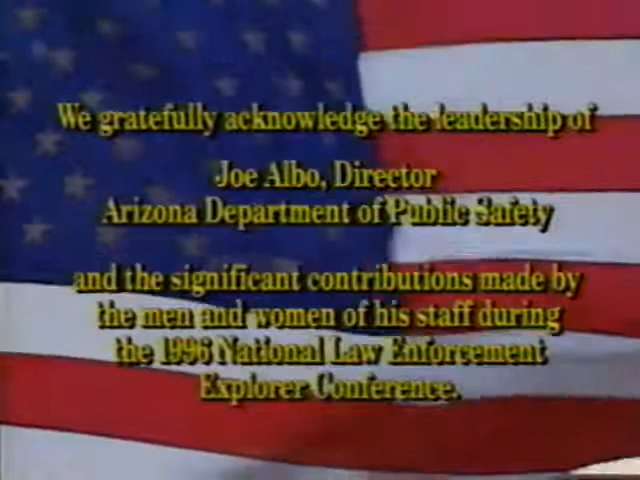 We gratefully acknowledge the leadership of
Joe Albo, Director
Arizona Department of Public Safety
and the significant contributions made by
the men and women of his staff during
the 1996 National Law Enforcement
Explorer Conference.